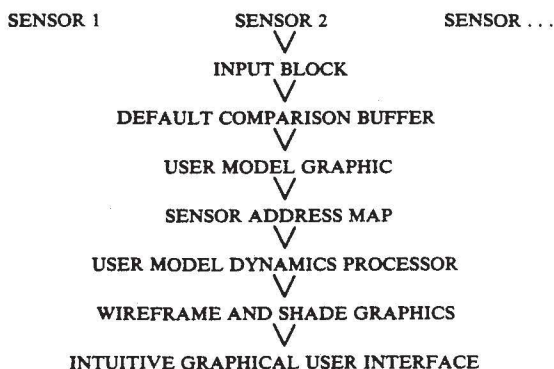 SENSOR 1 SENSOR 2 SENSOR . . .
INPUT BLOCK
DEFAULT COMPARISON BUFFER
USER MODEL GRAPHIC
SENSOR ADDRESS MAP
USER MODEL DYNAMICS PROCESSOR
WIREFRAME AND SHADE GRAPHICS
INTUITIVE GRAPHICAL USER INTERFACE